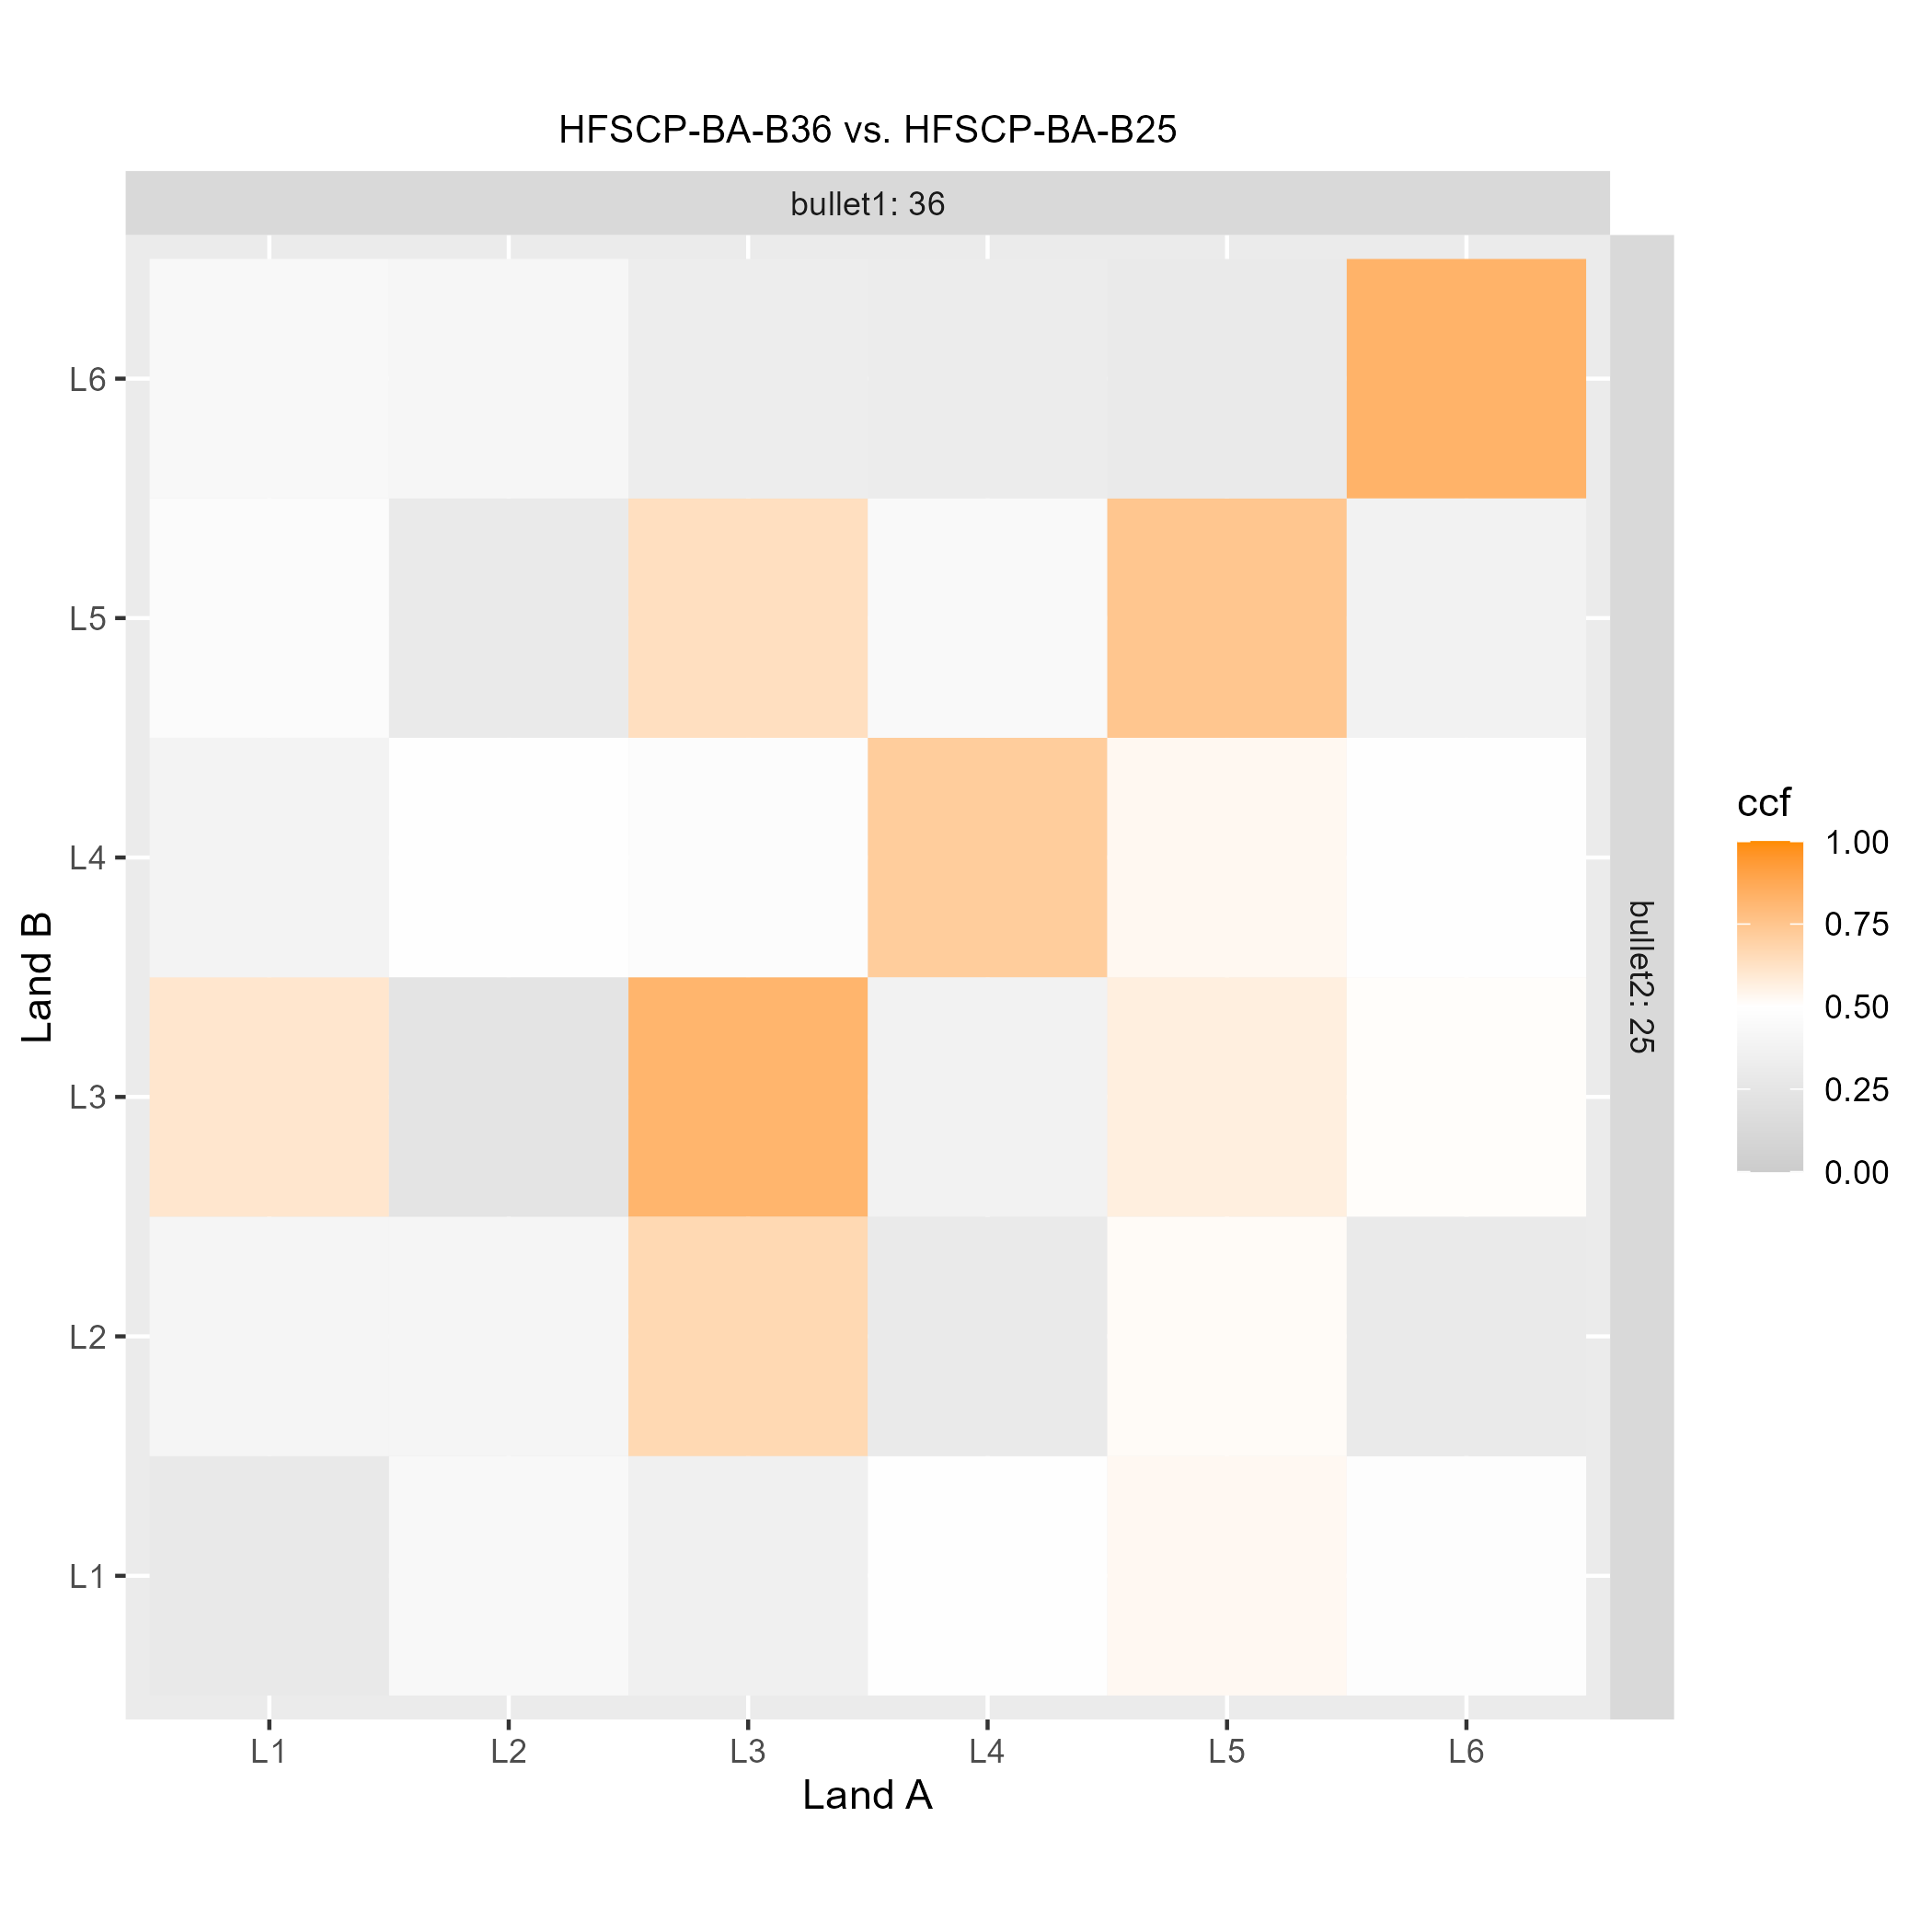 HFSCP-BA-B36 vs. HFSCP-BA-B25
bullet1: 36
L6
L5
L4
L3
L2
L1
Land B
bullet2: 25
L1 L2 L3 L4 L5 L6
Land A
ccf
1.00
0.75
0.50
0.25
0.00